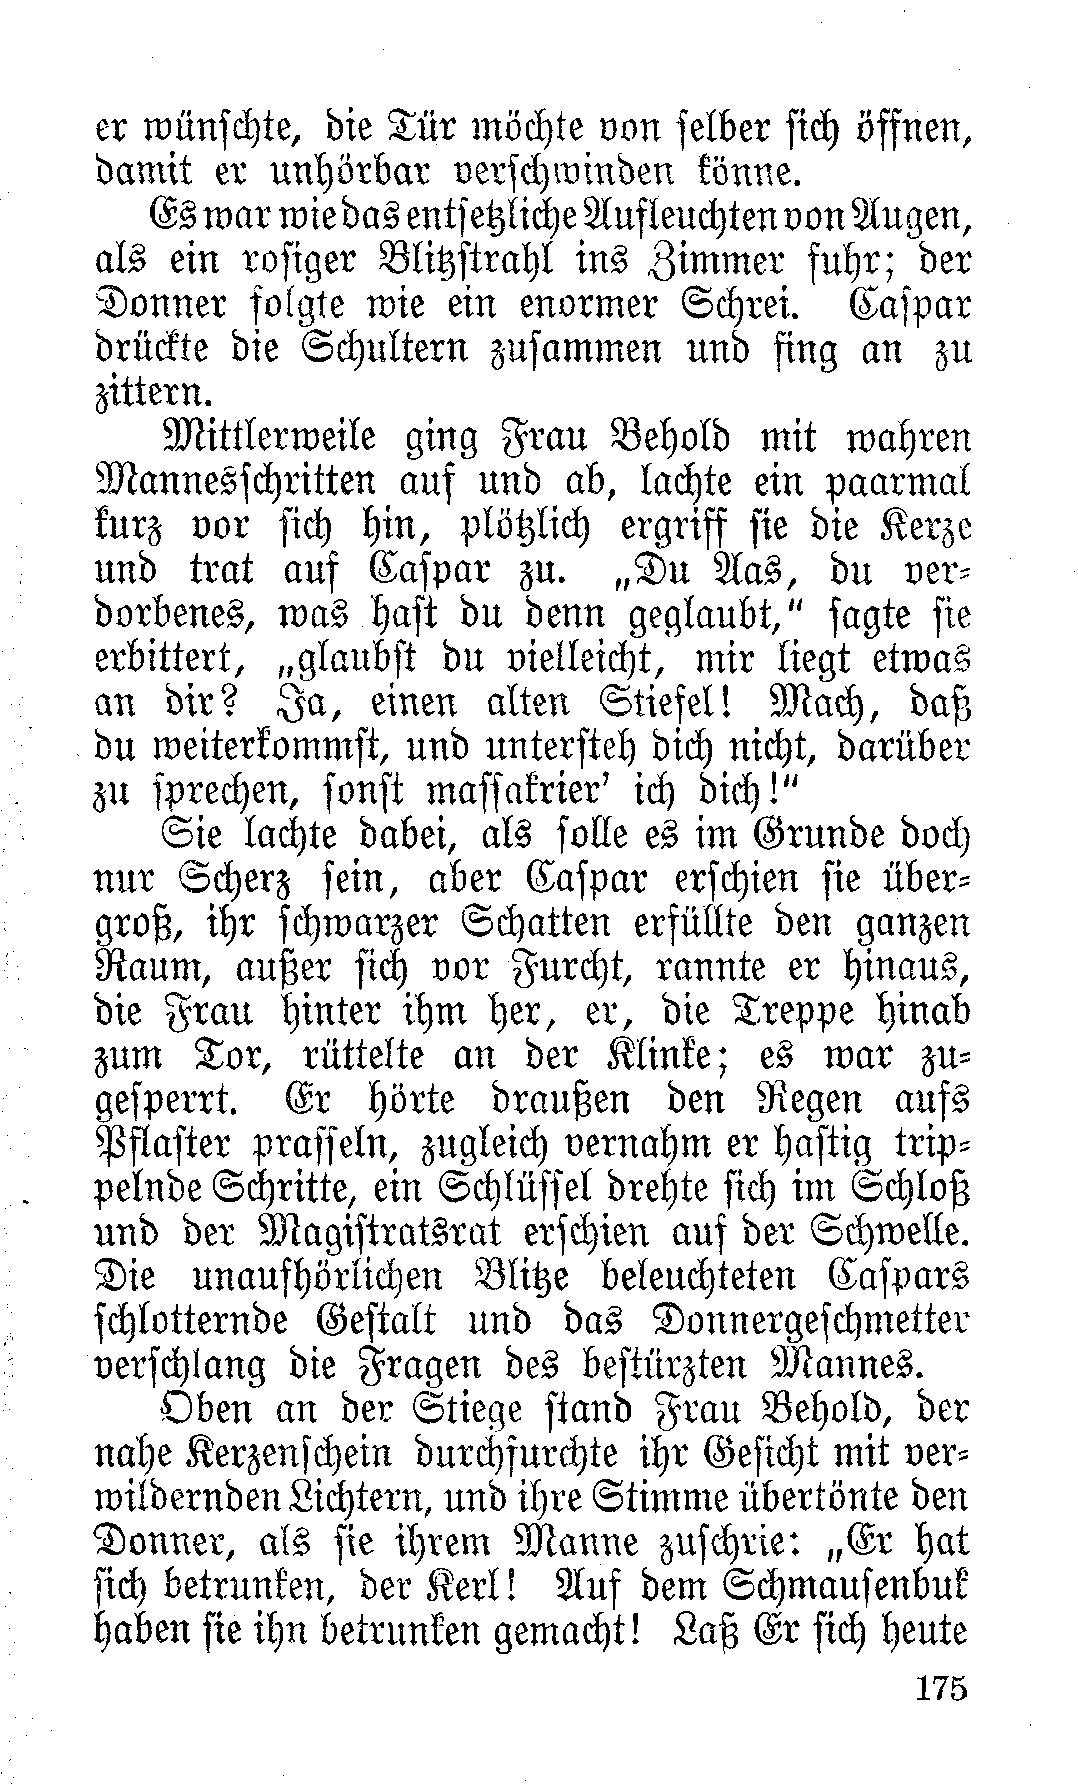 er wünschte, die Tür möchte von selber sich öffnen,
damit er unhörbar verschwinden könne.
Es war wie das entsetzliche Aufleuchten von Augen,
als ein rosiger Blitzstrahl ins Zimmer fuhr; der
Donner folgte wie ein enormer Schrei. Caspar
drückte die Schultern zusammen und fing an zu
zittern.
Mittlerweile ging Frau Behold mit wahren
Mannesschritten auf und ab, lachte ein paarmal
kurz vor sich hin, plötzlich ergriff sie die Kerze
und trat auf Caspar zu. „Du Aas, du ver-
dorbenes, was hast du denn geglaubt,“ sagte sie
erbittert, „glaubst du vielleicht, mir liegt etwas
an dir? Ja, einen alten Stiefel! Mach, daß
du weiterkommst, und untersteh dich nicht, darüber
zu sprechen, sonst massakrier’ ich dich!“
Sie lachte dabei, als solle es im Grunde doch
nur Scherz sein, aber Caspar erschien sie über-
groß, ihr schwarzer Schatten erfüllte den ganzen
Raum, außer sich vor Furcht, rannte er hinaus,
die Frau hinter ihm her, er, die Treppe hinab
zum Tor, rüttelte an der Klinke; es war zu-
gesperrt. Er hörte draußen den Regen aufs
Pflaster prasseln, zugleich vernahm er hastig trip-
pelnde Schritte, ein Schlüssel drehte sich im Schloß
und der Magistratsrat erschien auf der Schwelle.
Die unaufhörlichen Blitze beleuchteten Caspars
schlotternde Gestalt und das Donnergeschmetter
verschlang die Fragen des bestürzten Mannes.
Oben an der Stiege stand Frau Behold, der
nahe Kerzenschein durchfurchte ihr Gesicht mit ver-
wildernden Lichtern, und ihre Stimme übertönte den
Donner, als sie ihrem Manne zuschrie: „Er hat
sich betrunken, der Kerl! Auf dem Schmausenbuk
haben sie ihn betrunken gemacht! Laß Er sich heute
175